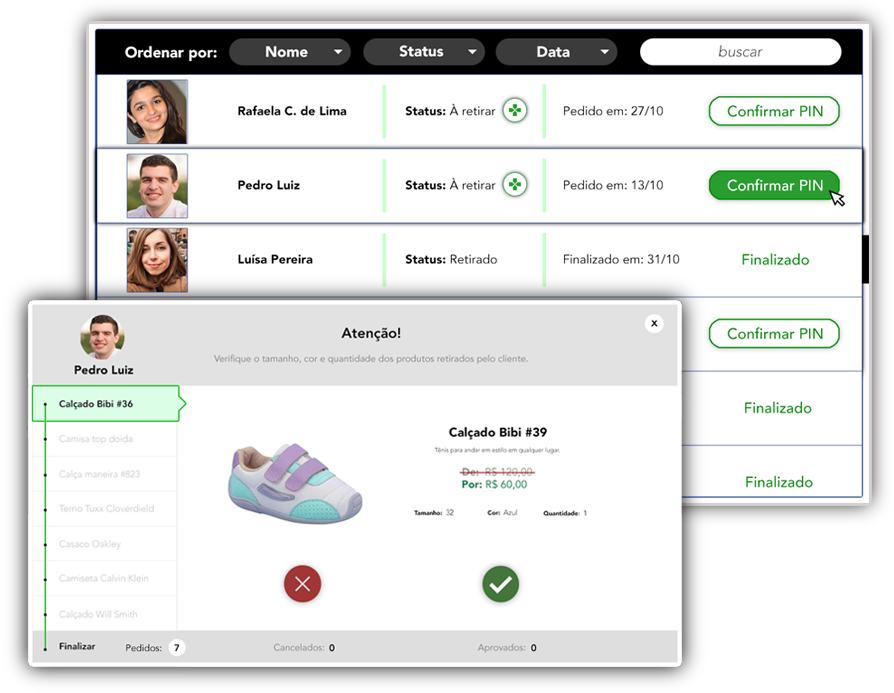 Ordenar por: Nome Status Data buscar
Rafaela C. de Lima Status: À retirar Pedido em: 27/10 Confirmar PIN
Pedro Luiz Status: À retirar Pedido em: 13/10 Confirmar PIN
Luísa Pereira Status: Retirado Finalizado em: 31/10 Finalizado
Confirmar PIN
Finalizado
Finalizado
Pedro Luiz
Atenção!
X
Verifique o tamanho, cor e quantidade dos produtos retirados pelo cliente.
Calçado Bibi #36
Camisa top doida
Calça maneira #823
Terno Tuxx Cloverdield
Casaco Oakley
Camiseta Calvin Klein
Calçado Will Smith
Calçado Bibi #39
Tênis para andar em estilo em qualquer lugar.
De: R$ 120,00
Por: R$ 60,00
Tamanho: 32 Cor: Azul Quantidade: 1
Finalizar Pedidos: 7 Cancelados: 0 Aprovados: 0